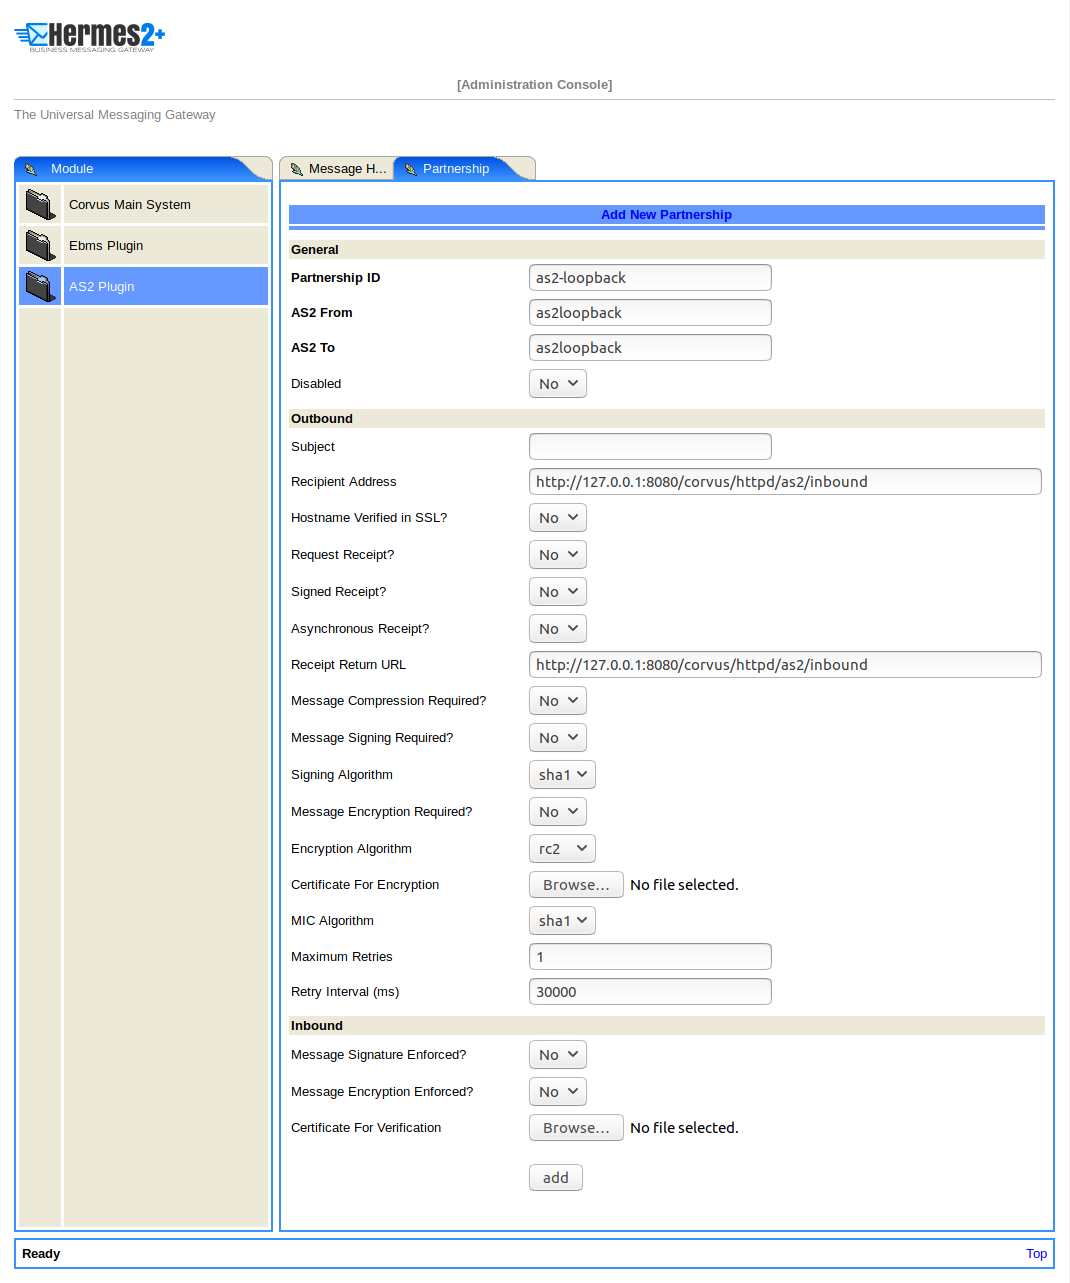 Hermes2+
BUSINESS MESSAGING GATEWAY
[Administration Console]
The Universal Messaging Gateway
Module
Message H... Partnership
Corvus Main System
Ebms Plugin
AS2 Plugin
Add New Partnership
General
Partnership ID as2-loopback
AS2 From as2loopback
AS2 To as2loopback
Disabled No
Outbound
Subject
Recipient Address http://127.0.0.1:8080/corvus/httpd/as2/inbound
Hostname Verified in SSL? No
Request Receipt? No
Signed Receipt? No
Asynchronous Receipt? No
Receipt Return URL http://127.0.0.1:8080/corvus/httpd/as2/inbound
Message Compression Required? No
Message Signing Required? No
Signing Algorithm sha1
Message Encryption Required? No
Encryption Algorithm rc2
Certificate For Encryption Browse... No file selected.
MIC Algorithm sha1
Maximum Retries 1
Retry Interval (ms) 30000
Inbound
Message Signature Enforced? No
Message Encryption Enforced? No
Certificate For Verification Browse... No file selected.
add
Ready Top